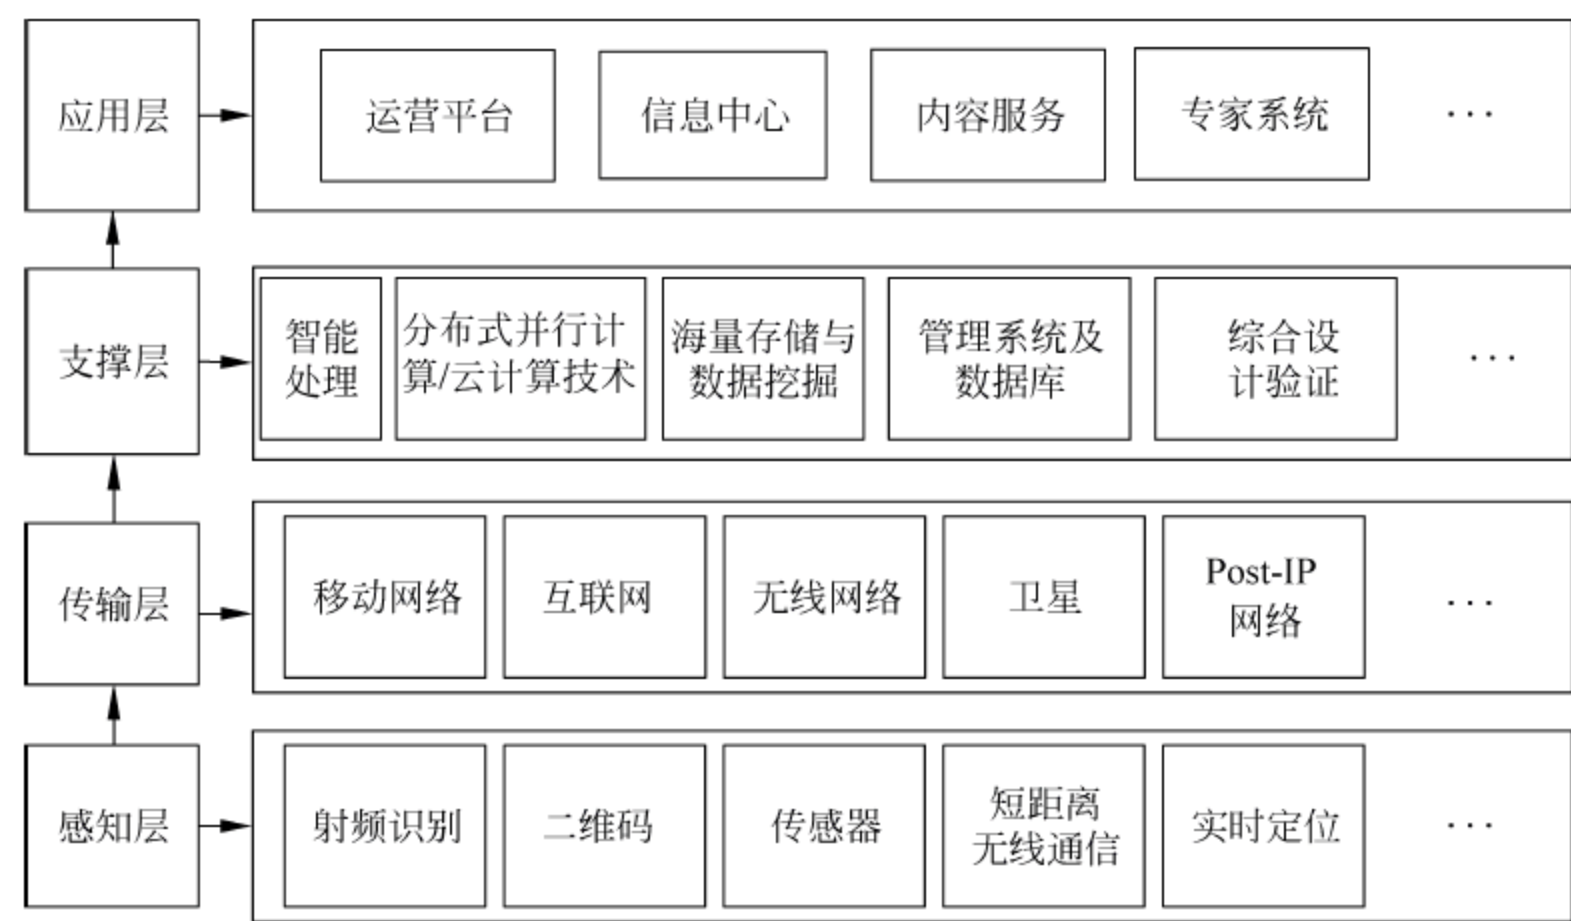 应用层
运营平台
信息中心
内容服务
专家系统
···
支撑层
智能
处理
分布式并行计
算/云计算技术
海量存储与
数据挖掘
管理系统及
数据库
综合设
计验证
···
传输层
移动网络
互联网
无线网络
卫星
Post-IP
网络
···
感知层
射频识别
二维码
传感器
短距离
无线通信
实时定位
···